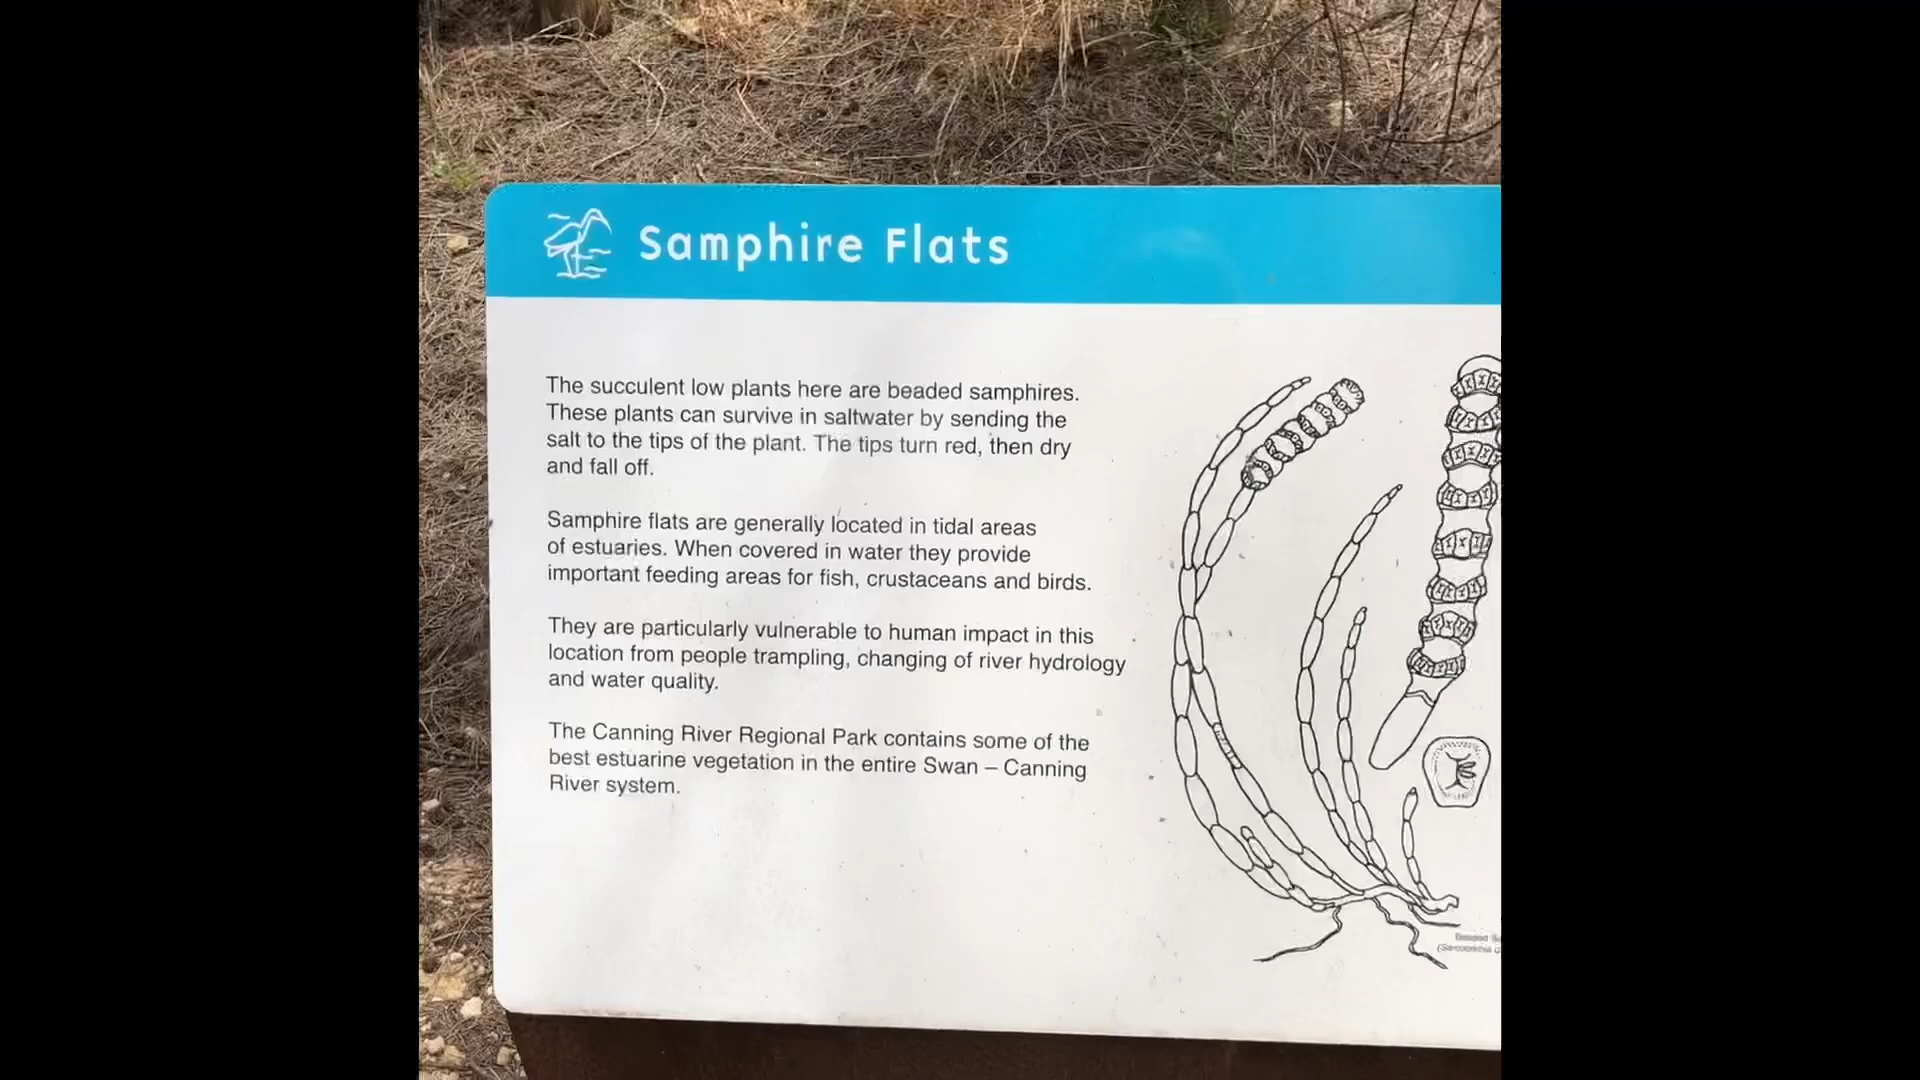 Samphire Flats
The succulent low plants here are beaded samphires.
These plants can survive in saltwater by sending the
salt to the tips of the plant. The tips turn red, then dry
and fall off.
Samphire flats are generally located in tidal areas
of estuaries. When covered in water they provide
important feeding areas for fish, crustaceans and birds.
They are particularly vulnerable to human impact in this
location from people trampling, changing of river hydrology
and water quality.
The Canning River Regional Park contains some of the
best estuarine vegetation in the entire Swan – Canning
River system.